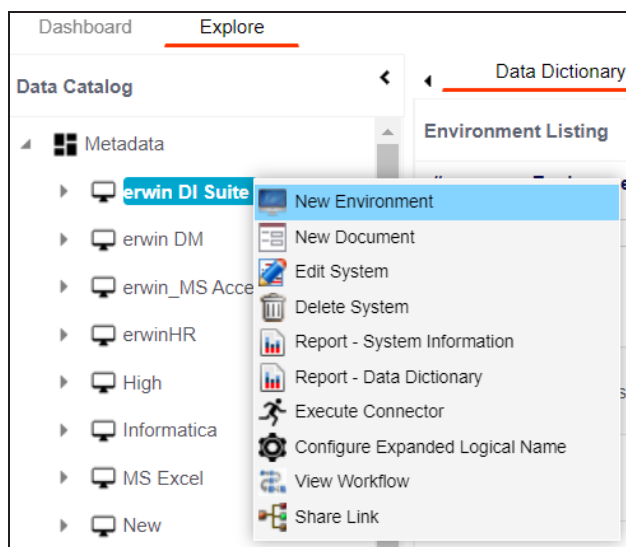 Dashboard Explore
Data Catalog
Data Dictionary
Metadata
Environment Listing
erwin DI Suite
New Environment
erwin DM
New Document
Edit System
erwin_MS Acce
Delete System
erwinHR
Report - System Information
High
Report - Data Dictionary
Execute Connector
Informatica
Configure Expanded Logical Name
MS Excel
View Workflow
New
Share Link